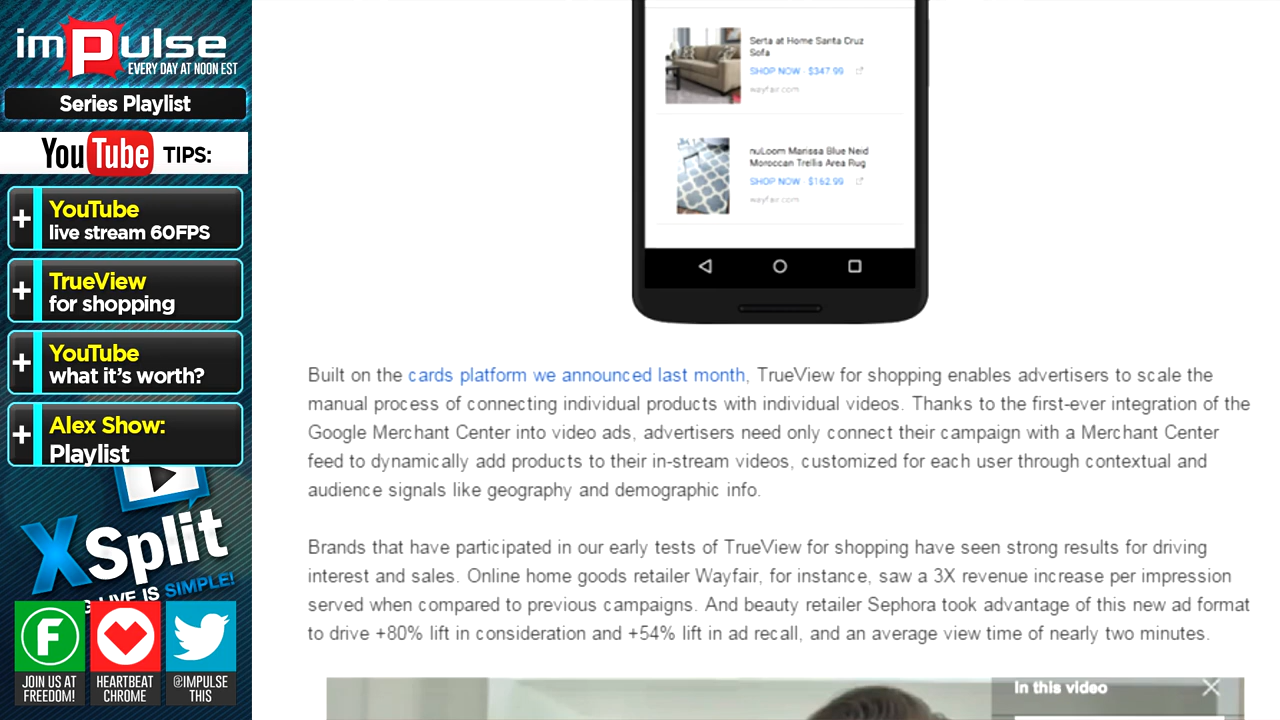 imPulse
EVERY DAY AT NOON EST
Series Playlist
YouTube TIPS:
+ YouTube
live stream 60FPS
+ TrueView
for shopping
+ YouTube
what it's worth?
+ Alex Show:
Playlist
XSplit
LIVE IS SIMPLE!
F
JOIN US AT
FREEDOM!
HEARTBEAT
CHROME
@IMPULSE
THIS
Serta at Home Santa Cruz
Sofa
SHOP NOW · $347.99
wayfair.com
nuLoom Marissa Blue Neid
Moroccan Trellis Area Rug
SHOP NOW · $162.99
wayfair.com
Built on the cards platform we announced last month, TrueView for shopping enables advertisers to scale the
manual process of connecting individual products with individual videos. Thanks to the first-ever integration of the
Google Merchant Center into video ads, advertisers need only connect their campaign with a Merchant Center
feed to dynamically add products to their in-stream videos, customized for each user through contextual and
audience signals like geography and demographic info.
Brands that have participated in our early tests of TrueView for shopping have seen strong results for driving
interest and sales. Online home goods retailer Wayfair, for instance, saw a 3X revenue increase per impression
served when compared to previous campaigns. And beauty retailer Sephora took advantage of this new ad format
to drive +80% lift in consideration and +54% lift in ad recall, and an average view time of nearly two minutes.
In this video